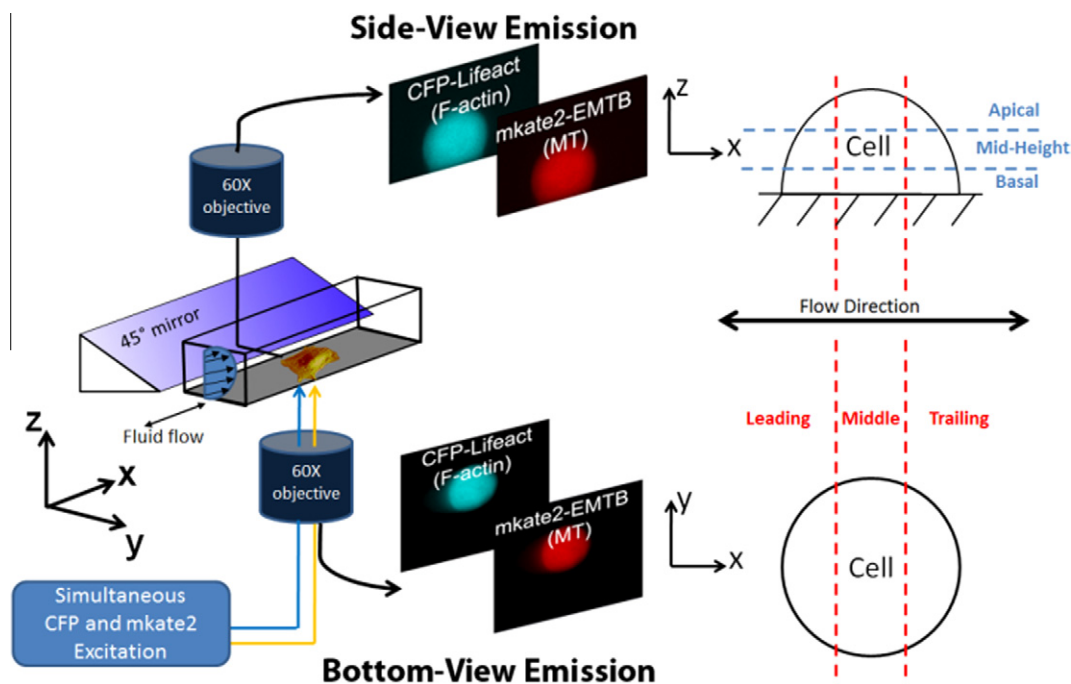 Side-View Emission
CFP-Lifeact
(F-actin)
mkate2-EMTB
(MT)
60X
objective
45° mirror
Fluid flow
z
x
y
60X
objective
CFP-Lifeact
(F-actin)
mkate2-EMTB
(MT)
Simultaneous
CFP and mkate2
Excitation
Bottom-View Emission
z
x
Cell
Apical
Mid-Height
Basal
Flow Direction
Leading
Middle
Trailing
y
x
Cell